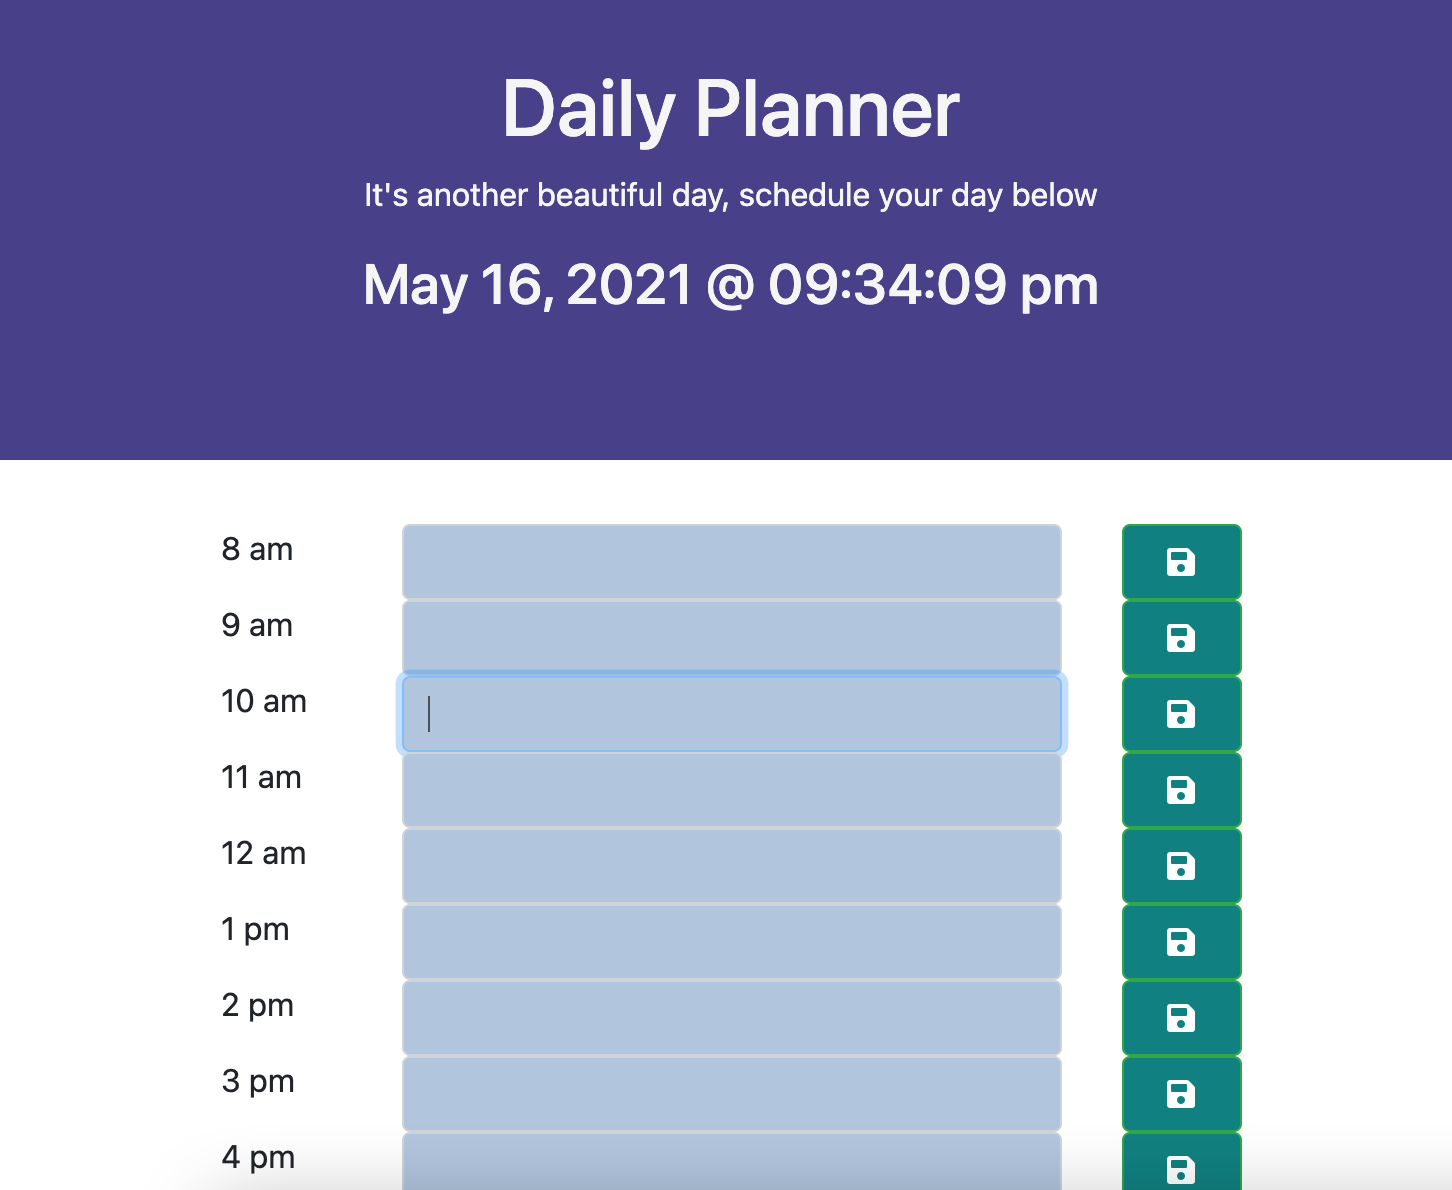 Daily Planner
It's another beautiful day, schedule your day below
May 16, 2021 @ 09:34:09 pm
8 am
9 am
10 am
11 am
12 am
1 pm
2 pm
3 pm
4 pm